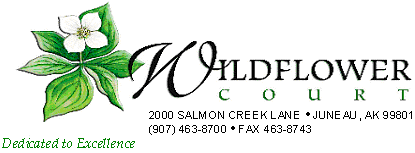 WILDFLOWER
COURT
2000 SALMON CREEK LANE • JUNEAU, AK 99801
(907) 463-8700 • FAX 463-8743
Dedicated to Excellence